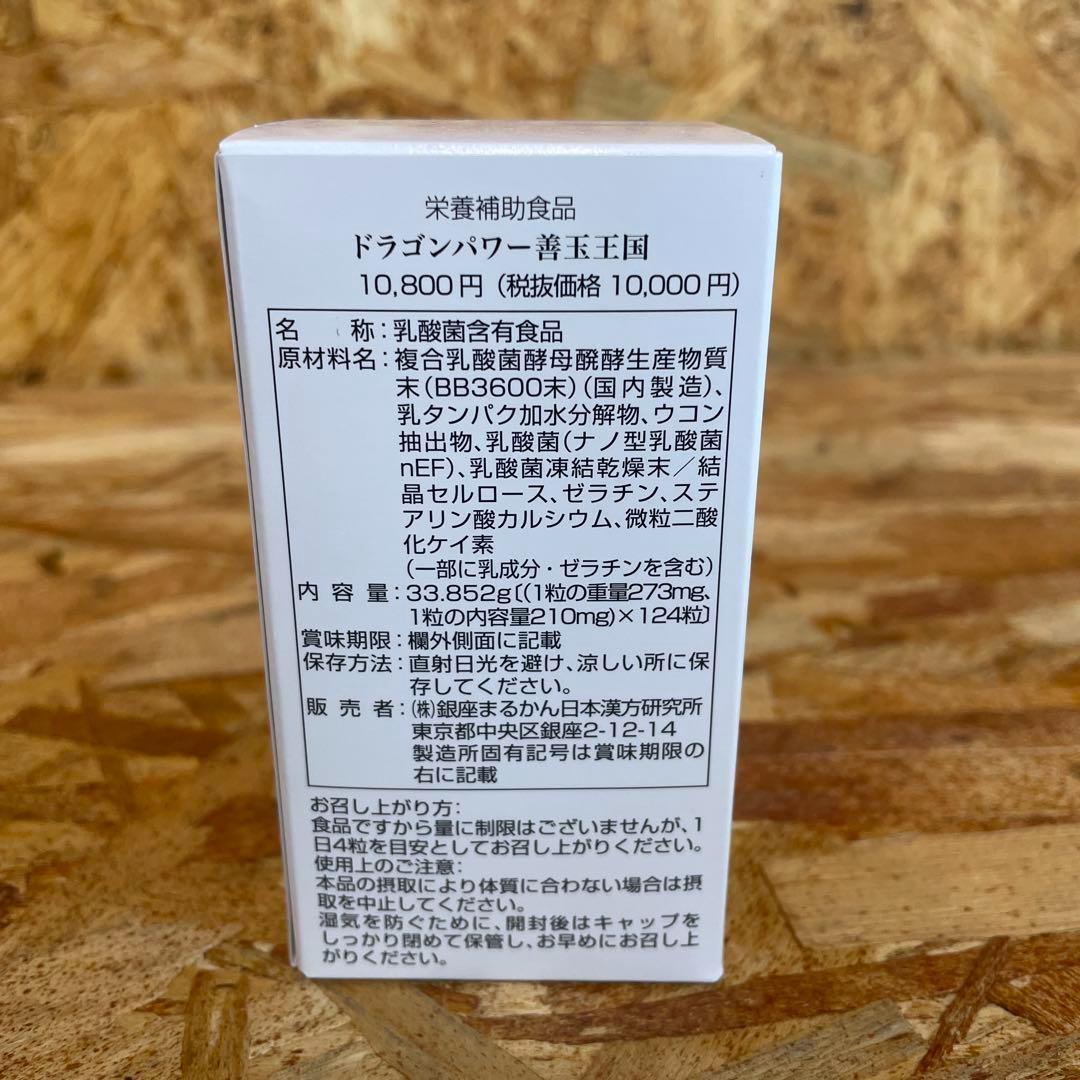 栄養補助食品
ドラゴンパワー善玉王国
10,800円（税抜価格 10,000円）
名　　称：乳酸菌含有食品
原材料名：複合乳酸菌酵母醗酵生産物質
末（BB3600末）（国内製造）、
乳タンパク加水分解物、ウコン
抽出物、乳酸菌（ナノ型乳酸菌
nEF）、乳酸菌凍結乾燥末／結
晶セルロース、ゼラチン、ステ
アリン酸カルシウム、微粒二酸
化ケイ素
（一部に乳成分・ゼラチンを含む）
内 容 量：33.852g〔（1粒の重量273mg、
1粒の内容量210mg）×124粒〕
賞味期限：欄外側面に記載
保存方法：直射日光を避け、涼しい所に保
存してください。
販 売 者：㈱銀座まるかん日本漢方研究所
東京都中央区銀座2-12-14
製造所固有記号は賞味期限の
右に記載
お召し上がり方：
食品ですから量に制限はございませんが、1
日4粒を目安としてお召し上がりください。
使用上のご注意：
本品の摂取により体質に合わない場合は摂
取を中止してください。
湿気を防ぐために、開封後はキャップを
しっかり閉めて保管し、お早めにお召し上
がりください。